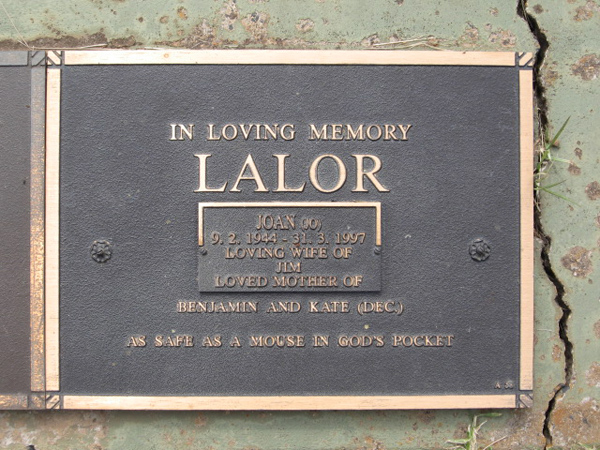 IN LOVING MEMORY
LALOR
JOAN (JO)
9. 2. 1944 - 31. 3. 1997
LOVING WIFE OF
JIM
LOVED MOTHER OF
BENJAMIN AND KATE (DEC)
AS SAFE AS A MOUSE IN GOD'S POCKET